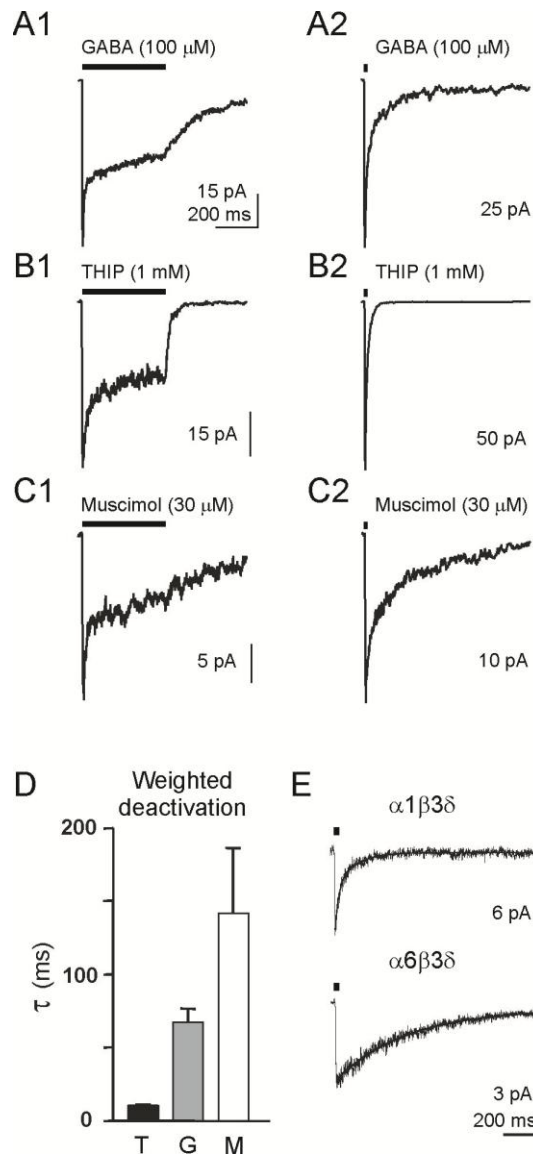 A1
GABA (100 μM)
15 pA
200 ms
A2
GABA (100 μM)
25 pA
B1
THIP (1 mM)
15 pA
B2
THIP (1 mM)
50 pA
C1
Muscimol (30 μM)
5 pA
C2
Muscimol (30 μM)
10 pA
D
Weighted
deactivation
200
100
0
τ (ms)
T G M
E
α1β3δ
6 pA
α6β3δ
3 pA
200 ms